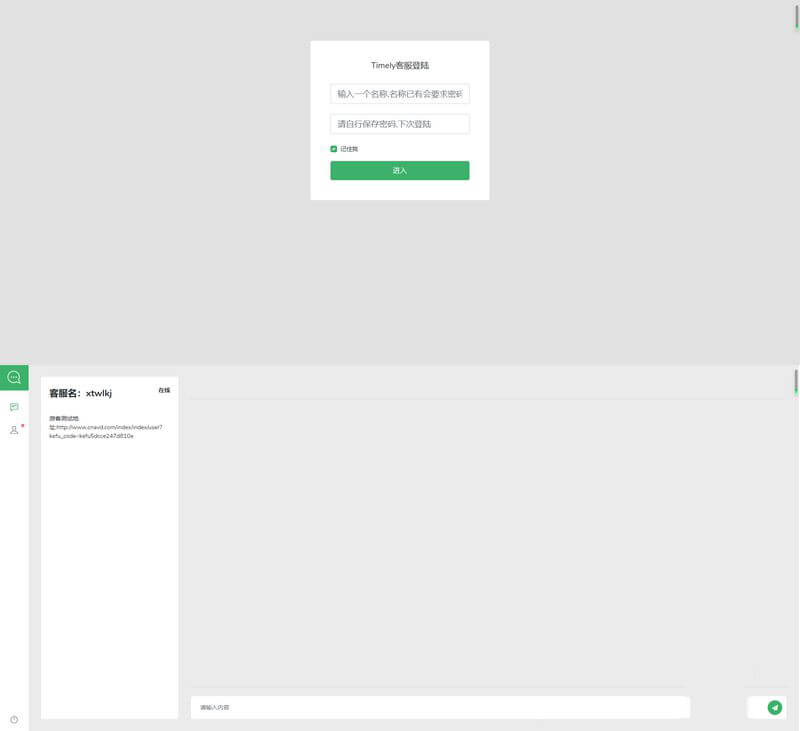 Timely客服登陆
输入一个名称,名称已有会要求密码
请自行保存密码,下次登陆
记住我
进入
客服名：xtwlkj
在线
游客测试地
址:http://www.cnavd.com/index/index/user?
kefu_code=kefu5dcce247d810e
请输入内容